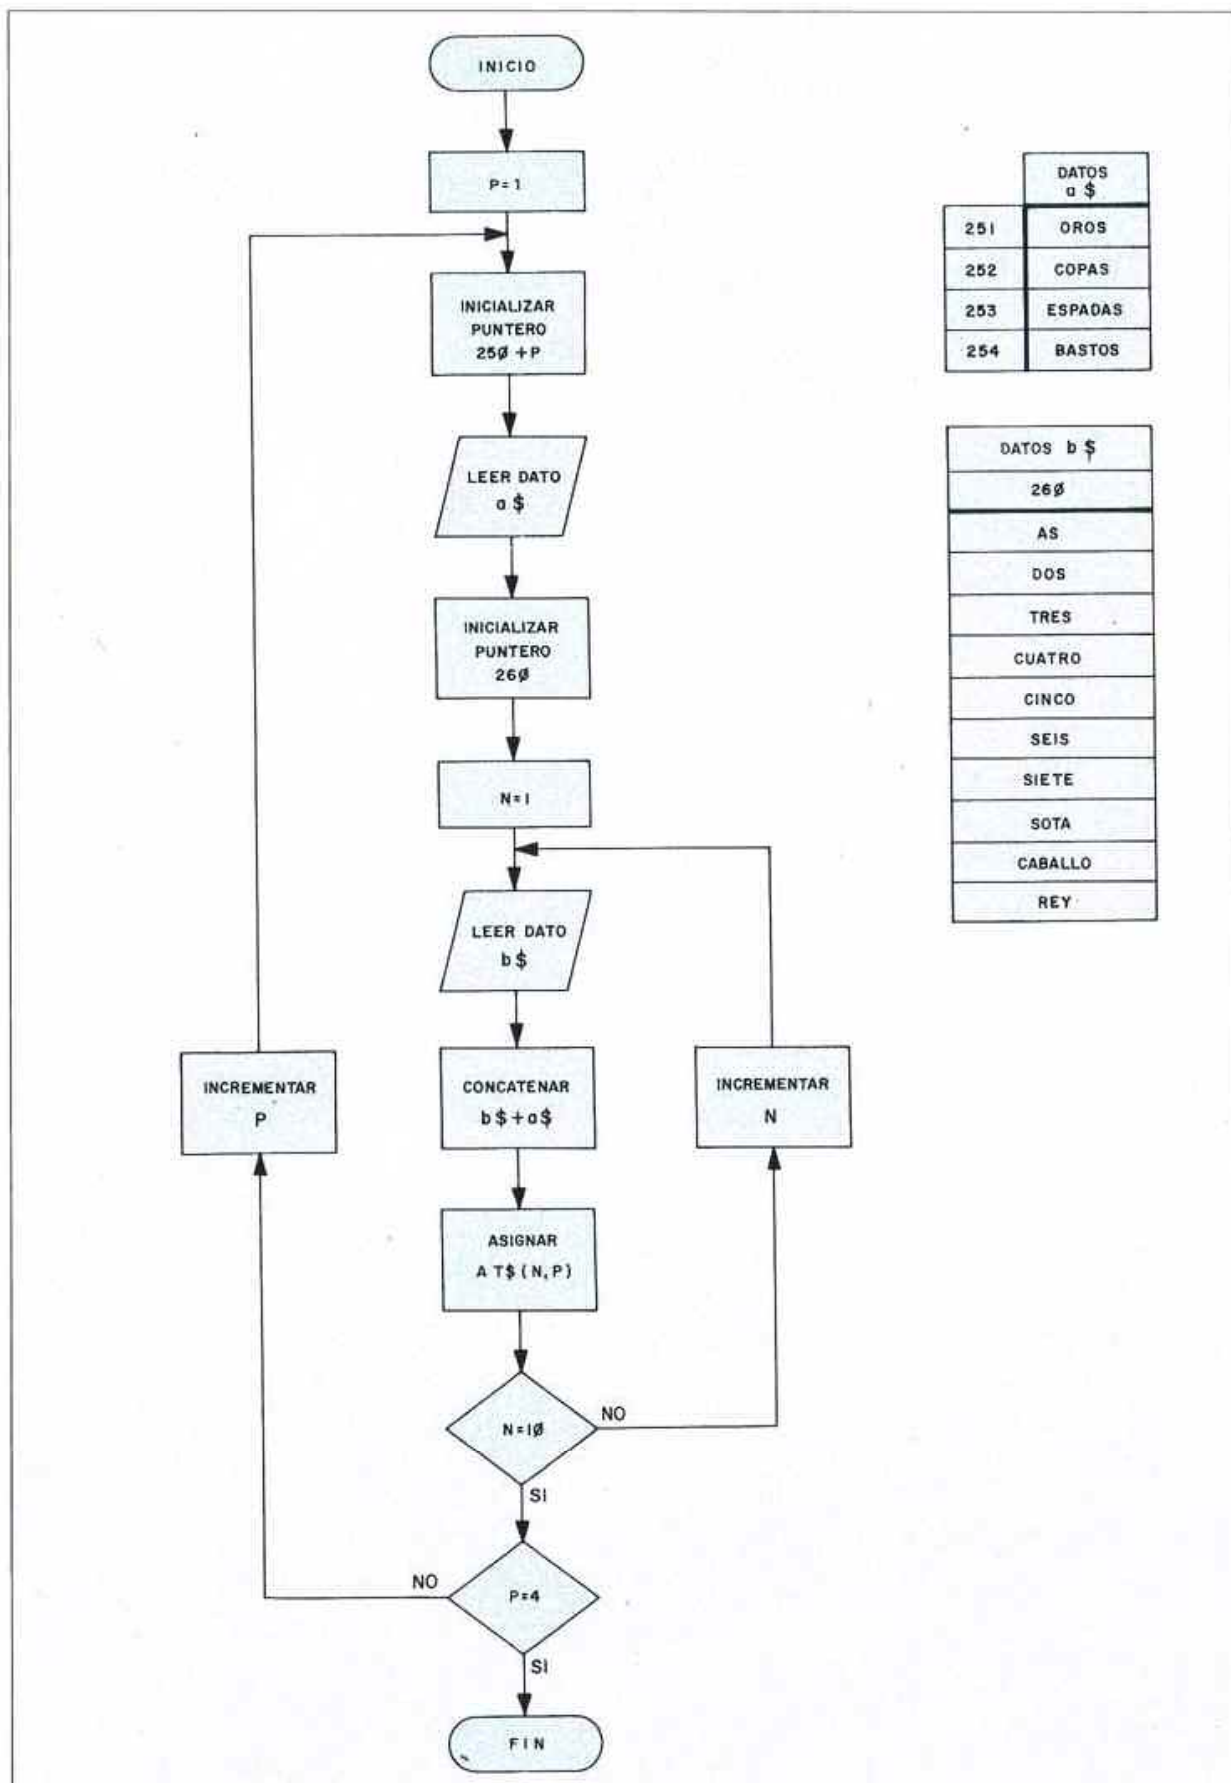 INICIO
P=1
INICIALIZAR
PUNTERO
25Ø+P
LEER DATO
a $
INICIALIZAR
PUNTERO
26Ø
N=1
LEER DATO
b $
CONCATENAR
b$+a$
ASIGNAR
A T$(N,P)
N=1Ø
NO
SI
INCREMENTAR
N
P=4
NO
SI
INCREMENTAR
P
FIN
DATOS
a $
251 OROS
252 COPAS
253 ESPADAS
254 BASTOS
DATOS b $
26Ø
AS
DOS
TRES
CUATRO
CINCO
SEIS
SIETE
SOTA
CABALLO
REY